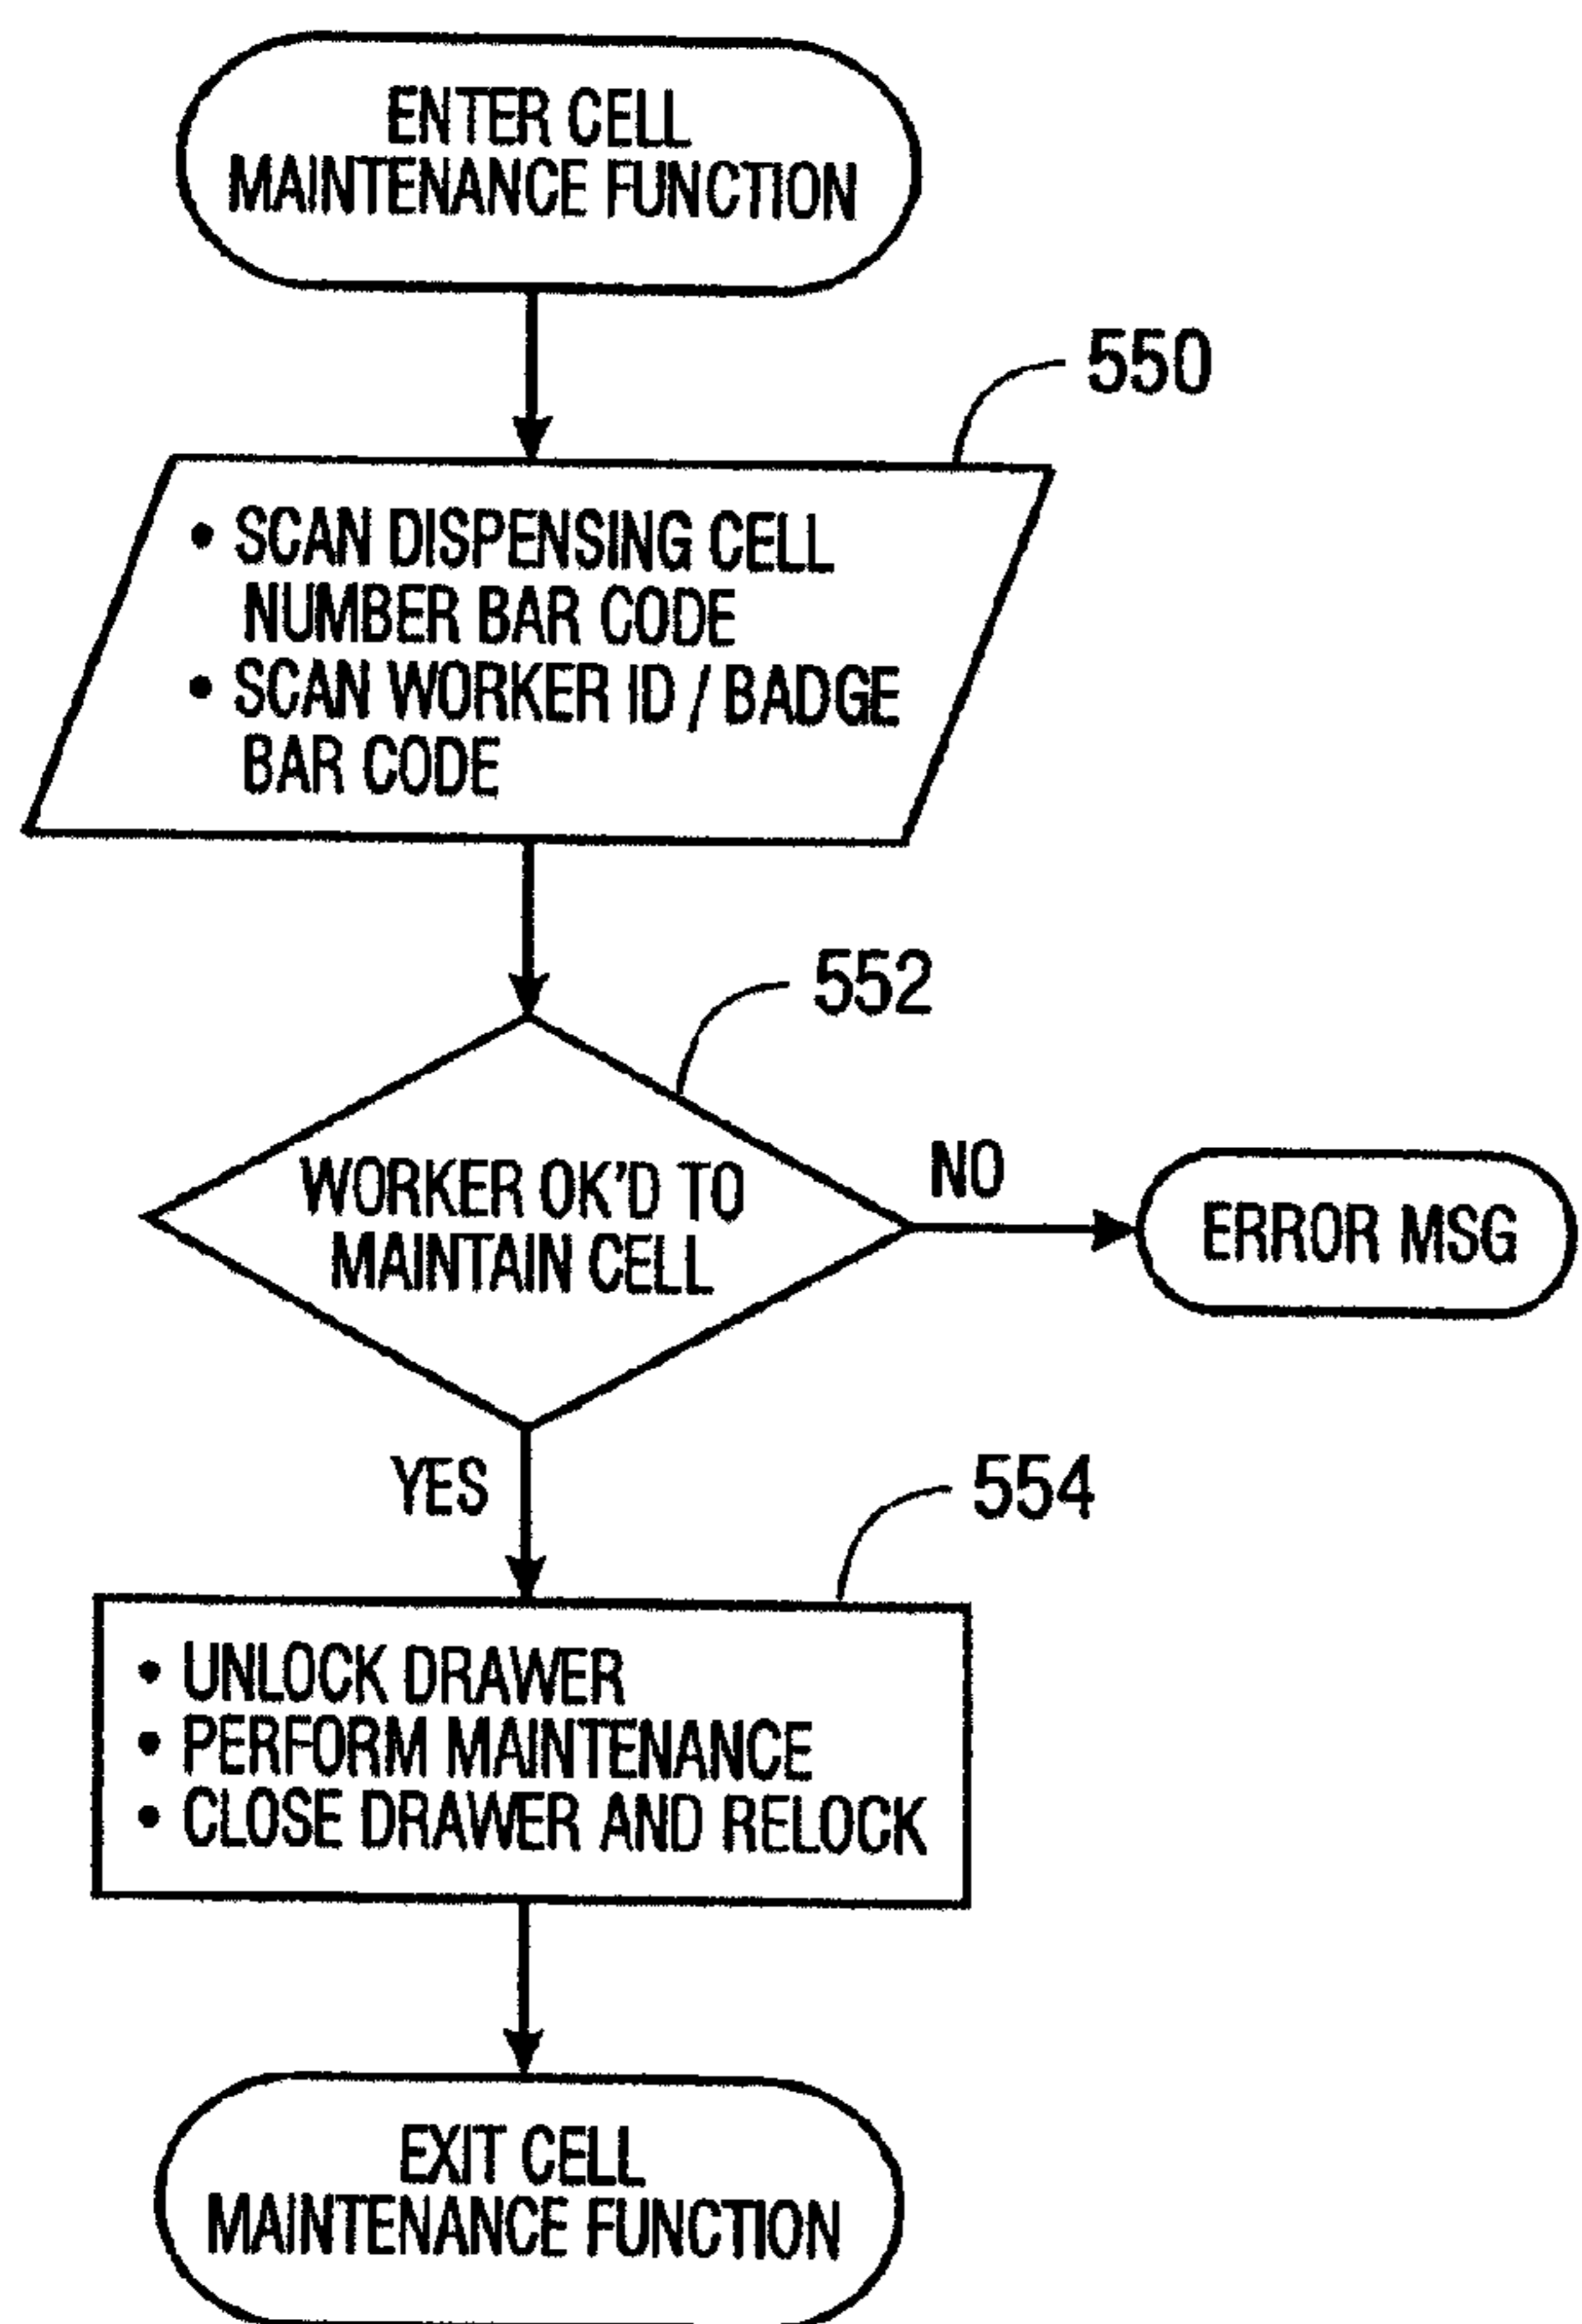 ENTER CELL
MAINTENANCE FUNCTION
550
• SCAN DISPENSING CELL
NUMBER BAR CODE
• SCAN WORKER ID / BADGE
BAR CODE
552
WORKER OK'D TO
MAINTAIN CELL
NO
ERROR MSG
YES
554
• UNLOCK DRAWER
• PERFORM MAINTENANCE
• CLOSE DRAWER AND RELOCK
EXIT CELL
MAINTENANCE FUNCTION